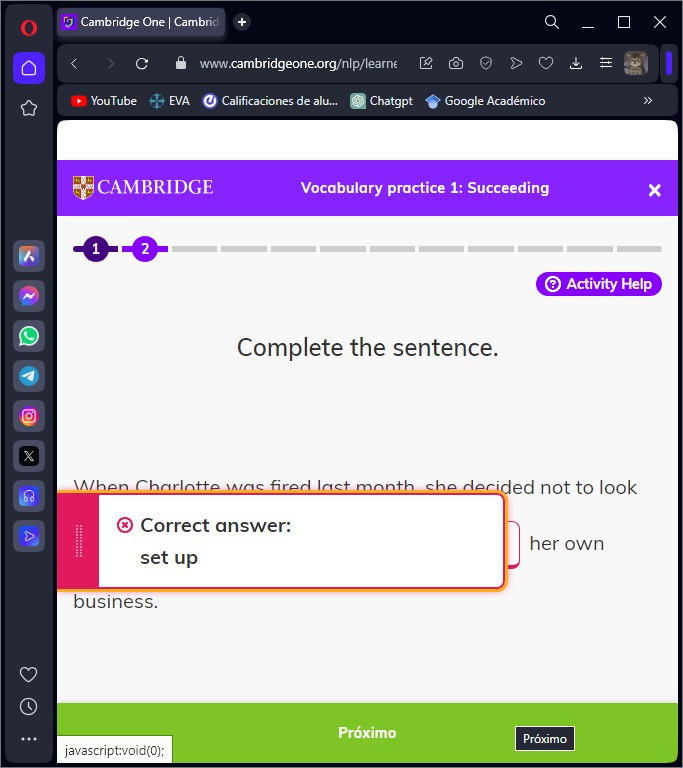 Cambridge One | Cambrid
www.cambridgeone.org/nlp/learne
YouTube
EVA
Calificaciones de alu...
Chatgpt
Google Académico
»
CAMBRIDGE
Vocabulary practice 1: Succeeding
1
2
Activity Help
Complete the sentence.
When Charlotte was fired last month, she decided not to look
Correct answer:
set up
her own
business.
Próximo
Próximo
javascript:void(0);